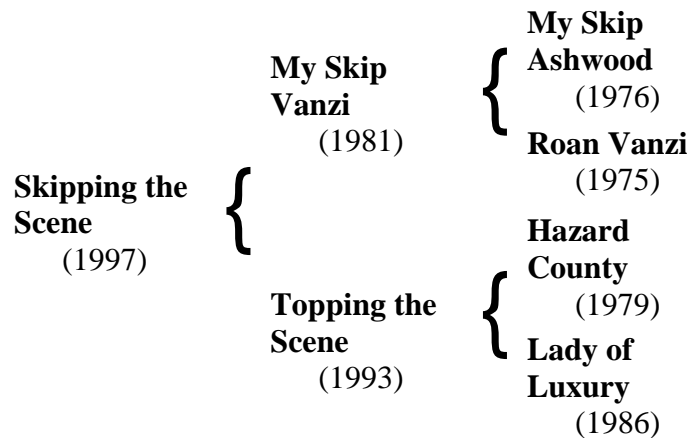 My Skip
Ashwood
(1976)
My Skip
Vanzi
(1981)
Roan Vanzi
(1975)
Skipping the
Scene
(1997)
Hazard
County
(1979)
Topping the
Scene
(1993)
Lady of
Luxury
(1986)